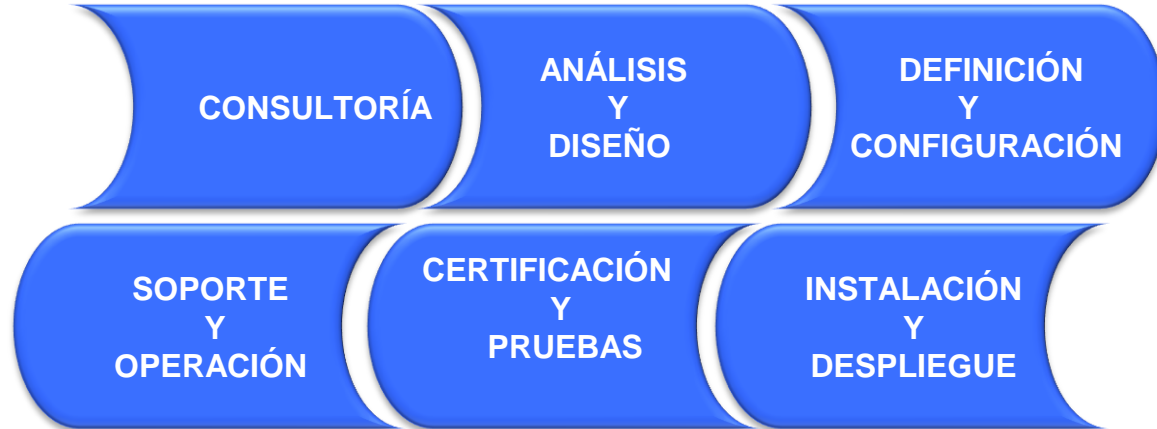 CONSULTORÍA
ANÁLISIS
Y
DISEÑO
DEFINICIÓN
Y
CONFIGURACIÓN
SOPORTE
Y
OPERACIÓN
CERTIFICACIÓN
Y
PRUEBAS
INSTALACIÓN
Y
DESPLIEGUE